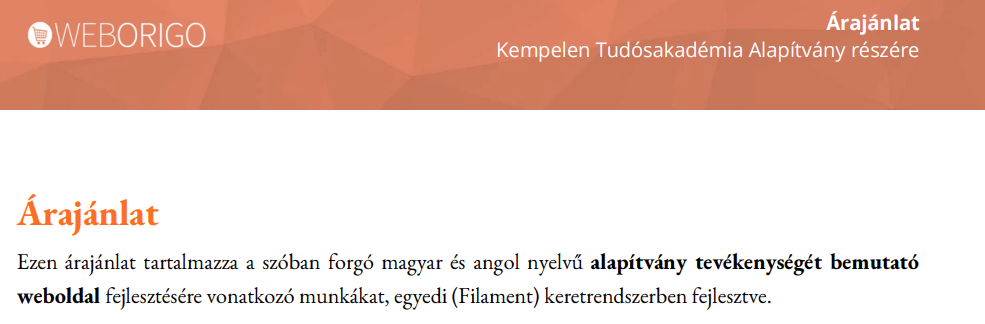 WEBORIGO
Árajánlat
Kempelen Tudósakadémia Alapítvány részére
Árajánlat
Ezen árajánlat tartalmazza a szóban forgó magyar és angol nyelvű alapítvány tevékenységét bemutató
weboldal fejlesztésére vonatkozó munkákat, egyedi (Filament) keretrendszerben fejlesztve.